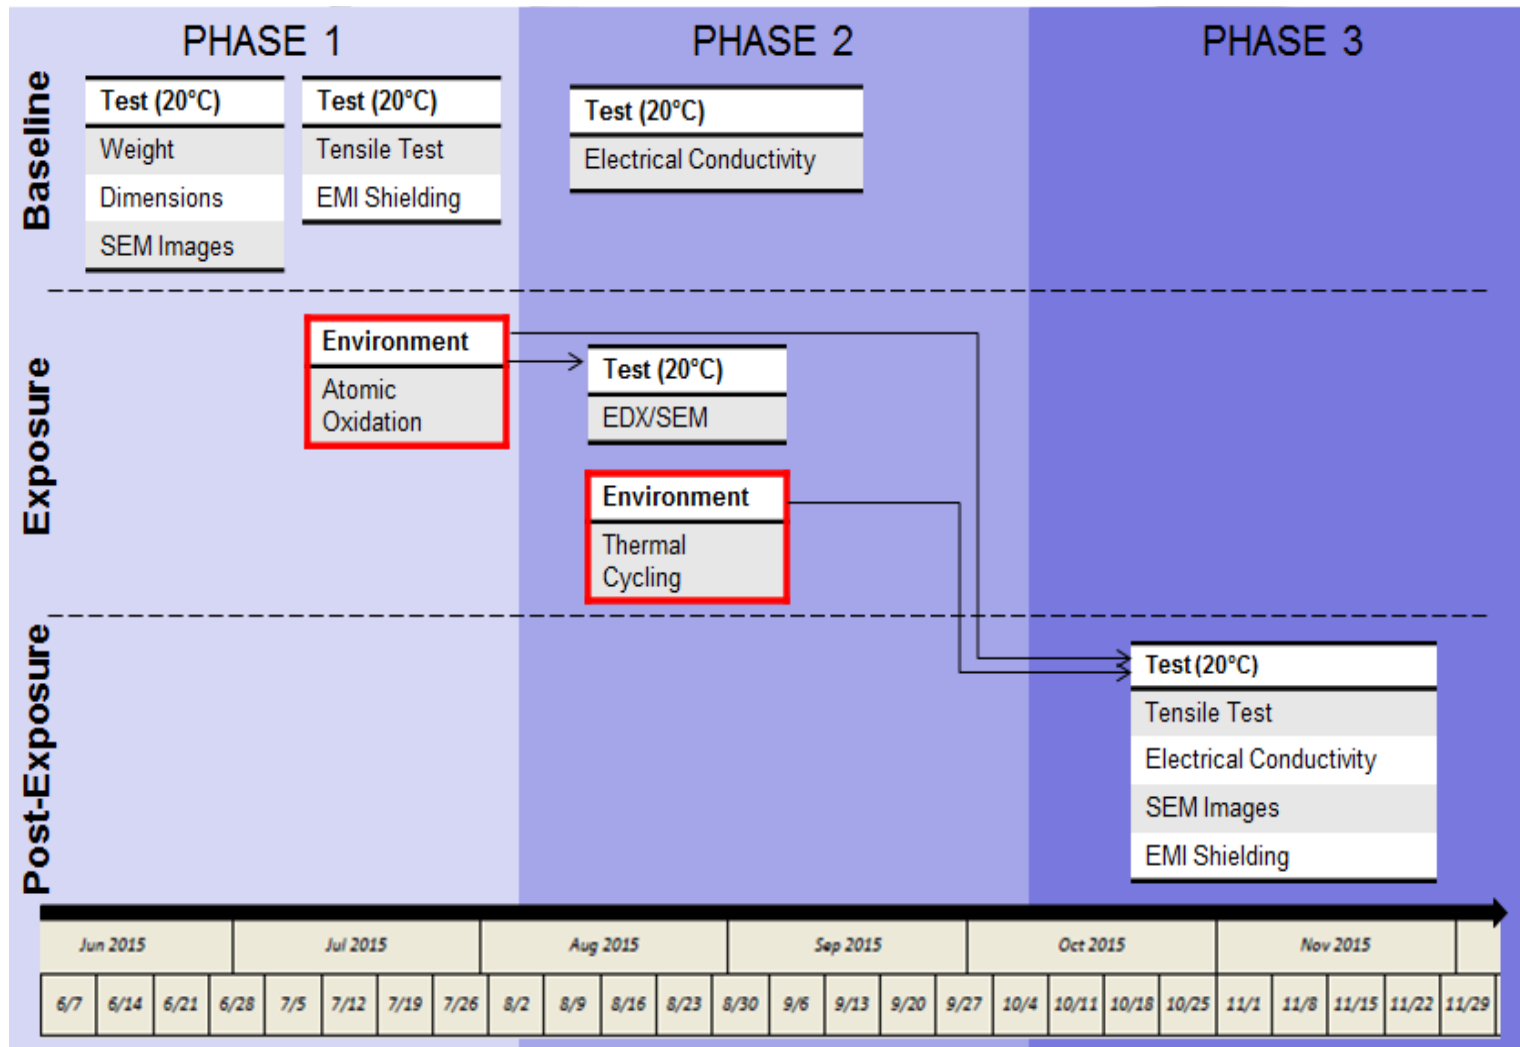 PHASE 1
PHASE 2
PHASE 3
Baseline
Test (20°C)
Weight
Dimensions
SEM Images
Test (20°C)
Tensile Test
EMI Shielding
Test (20°C)
Electrical Conductivity
Exposure
Environment
Atomic
Oxidation
Test (20°C)
EDX/SEM
Environment
Thermal
Cycling
Post-Exposure
Test (20°C)
Tensile Test
Electrical Conductivity
SEM Images
EMI Shielding
Jun 2015 Jul 2015 Aug 2015 Sep 2015 Oct 2015 Nov 2015
6/7 6/14 6/21 6/28 7/5 7/12 7/19 7/26 8/2 8/9 8/16 8/23 8/30 9/6 9/13 9/20 9/27 10/4 10/11 10/18 10/25 11/1 11/8 11/15 11/22 11/29